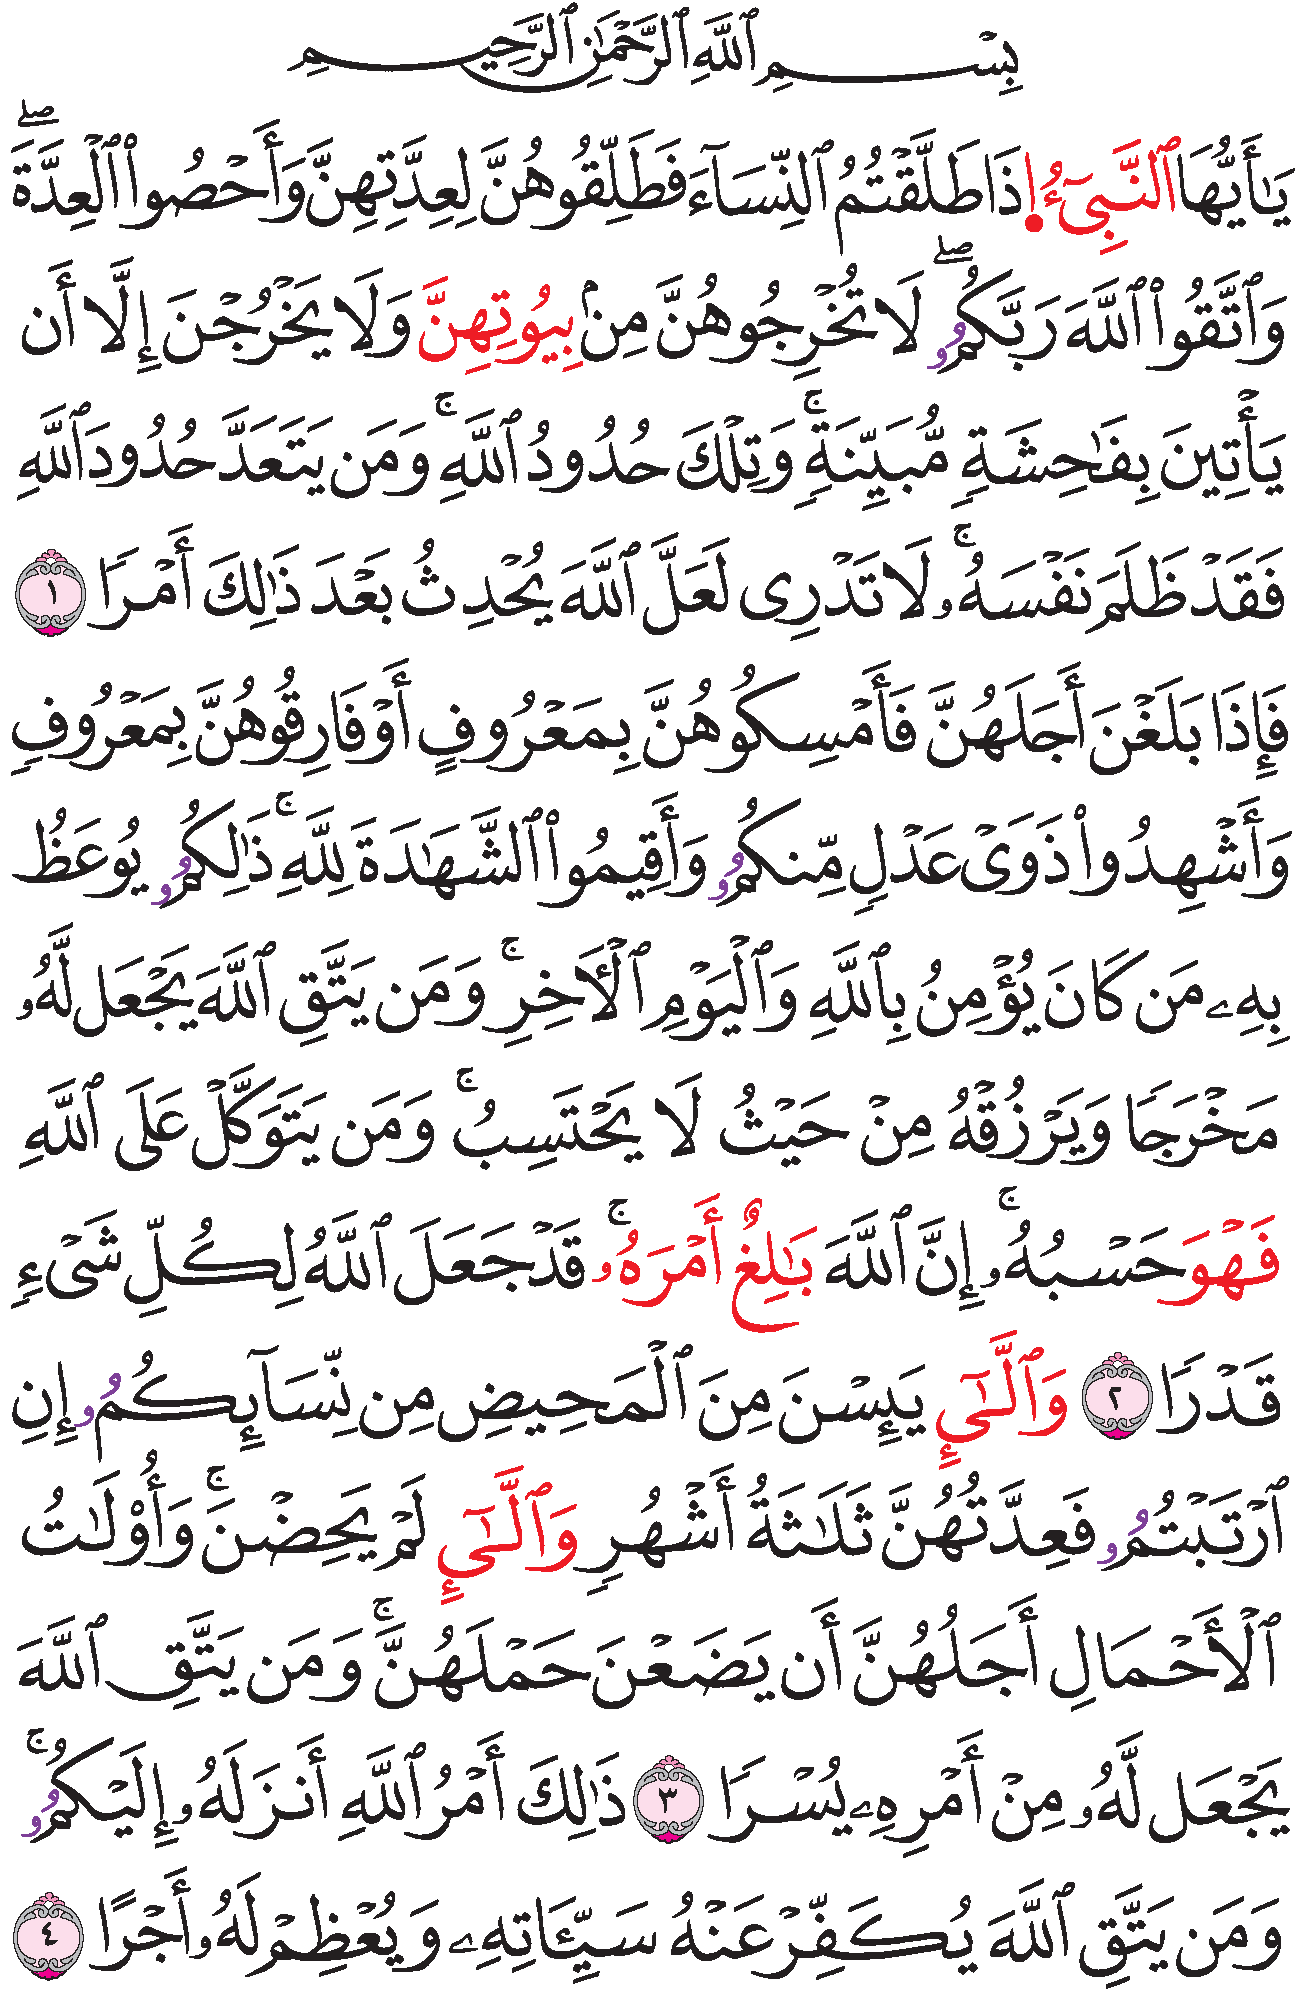 بِسْمِ ٱللَّهِ ٱلرَّحْمَٰنِ ٱلرَّحِيمِ
يَٰٓأَيُّهَا ٱلنَّبِىٓءُ إِذَا طَلَّقْتُمُ ٱلنِّسَآءَ فَطَلِّقُوهُنَّ لِعِدَّتِهِنَّ وَأَحْصُوا۟ ٱلْعِدَّةَۖ
وَٱتَّقُوا۟ ٱللَّهَ رَبَّكُمُۥۖ لَا تُخْرِجُوهُنَّ مِنۢ بِيُوتِهِنَّ وَلَا يَخْرُجْنَ إِلَّا أَن
يَأْتِينَ بِفَٰحِشَةٍ مُّبَيِّنَةٍۚ وَتِلْكَ حُدُودُ ٱللَّهِۚ وَمَن يَتَعَدَّ حُدُودَ ٱللَّهِ
فَقَدْ ظَلَمَ نَفْسَهُۥۚ لَا تَدْرِى لَعَلَّ ٱللَّهَ يُحْدِثُ بَعْدَ ذَٰلِكَ أَمْرًا ١
فَإِذَا بَلَغْنَ أَجَلَهُنَّ فَأَمْسِكُوهُنَّ بِمَعْرُوفٍ أَوْ فَارِقُوهُنَّ بِمَعْرُوفٍ
وَأَشْهِدُوا۟ ذَوَىْ عَدْلٍ مِّنكُمُۥ وَأَقِيمُوا۟ ٱلشَّهَٰدَةَ لِلَّهِۚ ذَٰلِكُمُۥ يُوعَظُ
بِهِۦ مَن كَانَ يُؤْمِنُ بِٱللَّهِ وَٱلْيَوْمِ ٱلْأَخِرِۚ وَمَن يَتَّقِ ٱللَّهَ يَجْعَل لَّهُۥ
مَخْرَجًا وَيَرْزُقْهُ مِنْ حَيْثُ لَا يَحْتَسِبُۚ وَمَن يَتَوَكَّلْ عَلَى ٱللَّهِ
فَهْوَ حَسْبُهُۥۚ إِنَّ ٱللَّهَ بَٰلِغٌ أَمْرَهُۥۚ قَدْ جَعَلَ ٱللَّهُ لِكُلِّ شَىْءٍ
قَدْرًا ٢ وَٱلَّٰٓـِٔى يَئِسْنَ مِنَ ٱلْمَحِيضِ مِن نِّسَآئِكُمُۥ إِنِ
ٱرْتَبْتُمُۥ فَعِدَّتُهُنَّ ثَلَٰثَةُ أَشْهُرٍ وَٱلَّٰٓـِٔى لَمْ يَحِضْنَۚ وَأُو۟لَٰتُ
ٱلْأَحْمَالِ أَجَلُهُنَّ أَن يَضَعْنَ حَمْلَهُنَّۚ وَمَن يَتَّقِ ٱللَّهَ
يَجْعَل لَّهُۥ مِنْ أَمْرِهِۦ يُسْرًا ٣ ذَٰلِكَ أَمْرُ ٱللَّهِ أَنزَلَهُۥ إِلَيْكُمُۥۚ
وَمَن يَتَّقِ ٱللَّهَ يُكَفِّرْ عَنْهُ سَيِّـَٔاتِهِۦ وَيُعْظِمْ لَهُۥ أَجْرًا ٤